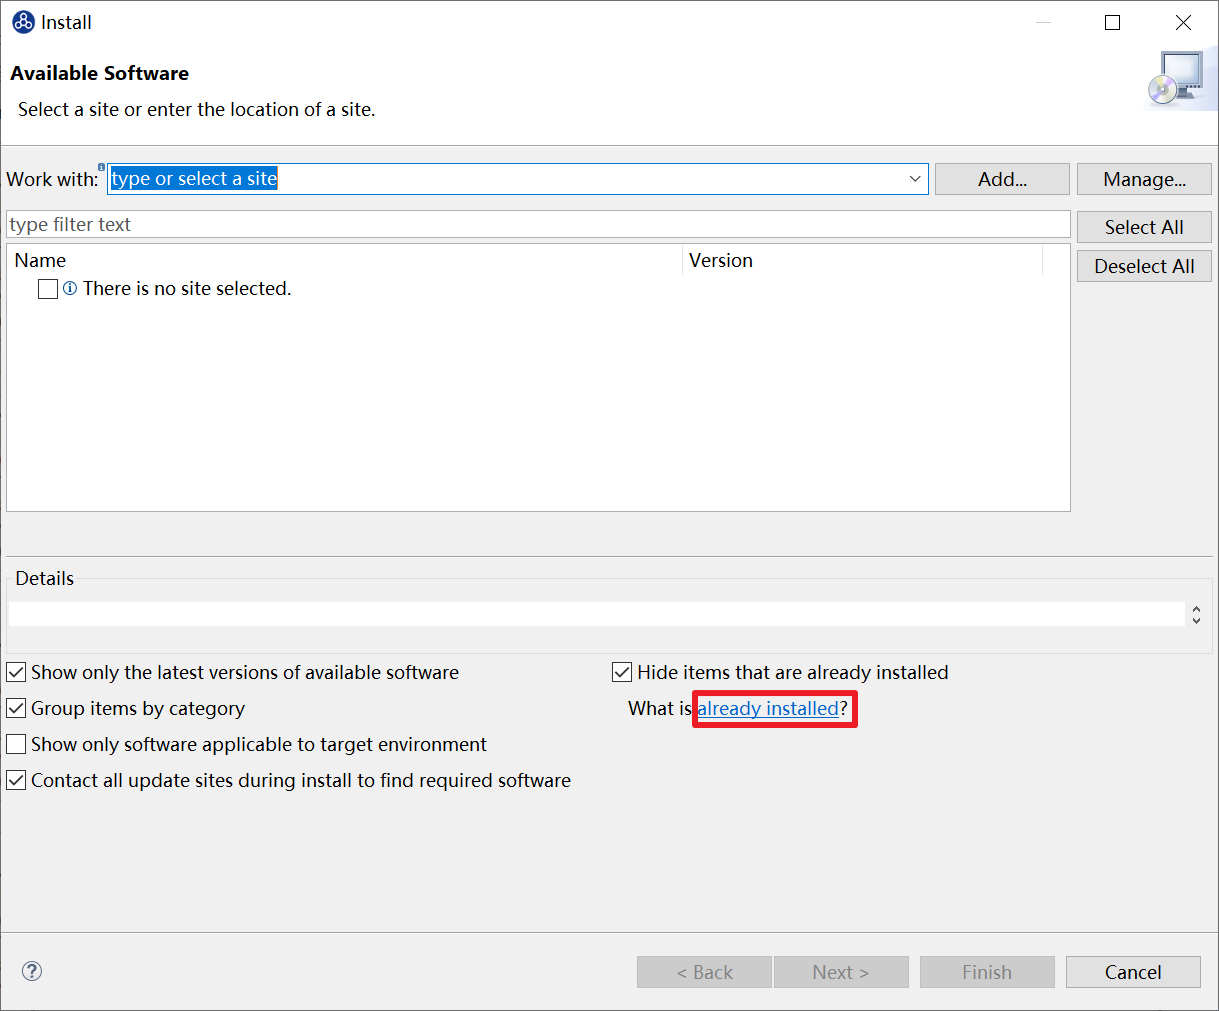 Install
Available Software
Select a site or enter the location of a site.
Work with: type or select a site Add... Manage...
type filter text Select All
Name Version Deselect All
There is no site selected.
Details
Show only the latest versions of available software Hide items that are already installed
Group items by category What is already installed?
Show only software applicable to target environment
Contact all update sites during install to find required software
? < Back Next > Finish Cancel